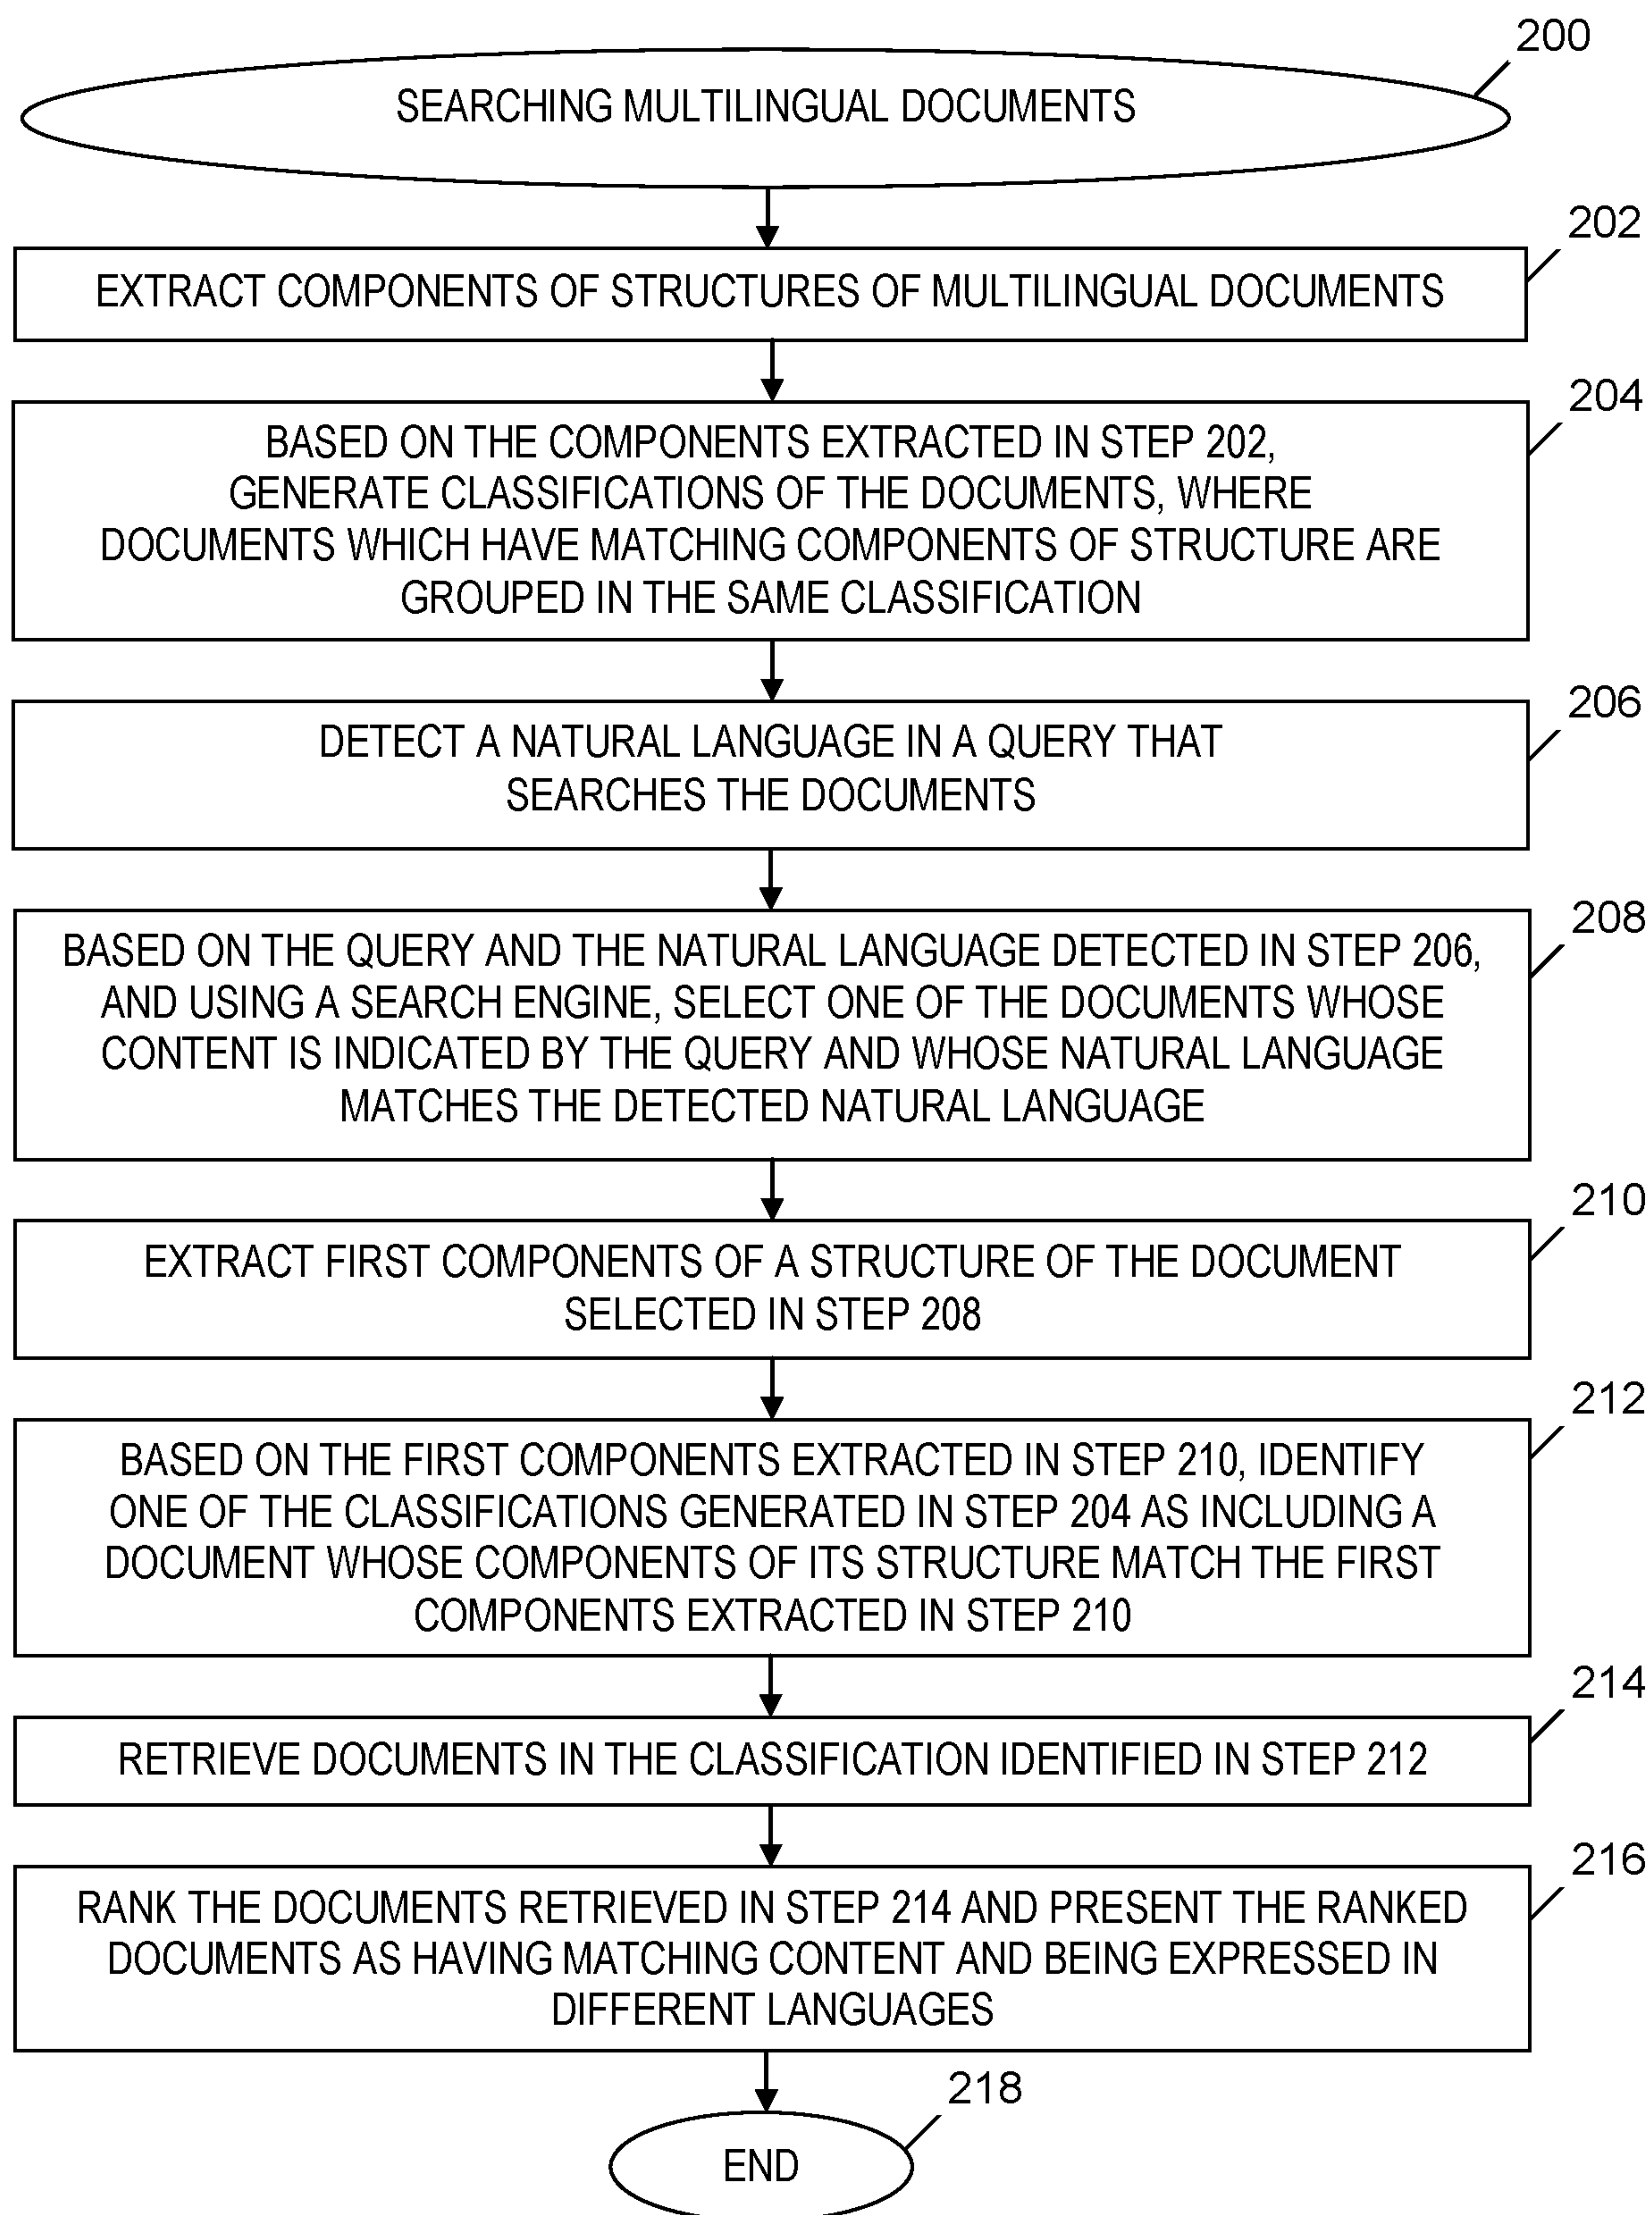 200
SEARCHING MULTILINGUAL DOCUMENTS
202
EXTRACT COMPONENTS OF STRUCTURES OF MULTILINGUAL DOCUMENTS
204
BASED ON THE COMPONENTS EXTRACTED IN STEP 202,
GENERATE CLASSIFICATIONS OF THE DOCUMENTS, WHERE
DOCUMENTS WHICH HAVE MATCHING COMPONENTS OF STRUCTURE ARE
GROUPED IN THE SAME CLASSIFICATION
206
DETECT A NATURAL LANGUAGE IN A QUERY THAT
SEARCHES THE DOCUMENTS
208
BASED ON THE QUERY AND THE NATURAL LANGUAGE DETECTED IN STEP 206,
AND USING A SEARCH ENGINE, SELECT ONE OF THE DOCUMENTS WHOSE
CONTENT IS INDICATED BY THE QUERY AND WHOSE NATURAL LANGUAGE
MATCHES THE DETECTED NATURAL LANGUAGE
210
EXTRACT FIRST COMPONENTS OF A STRUCTURE OF THE DOCUMENT
SELECTED IN STEP 208
212
BASED ON THE FIRST COMPONENTS EXTRACTED IN STEP 210, IDENTIFY
ONE OF THE CLASSIFICATIONS GENERATED IN STEP 204 AS INCLUDING A
DOCUMENT WHOSE COMPONENTS OF ITS STRUCTURE MATCH THE FIRST
COMPONENTS EXTRACTED IN STEP 210
214
RETRIEVE DOCUMENTS IN THE CLASSIFICATION IDENTIFIED IN STEP 212
216
RANK THE DOCUMENTS RETRIEVED IN STEP 214 AND PRESENT THE RANKED
DOCUMENTS AS HAVING MATCHING CONTENT AND BEING EXPRESSED IN
DIFFERENT LANGUAGES
218
END